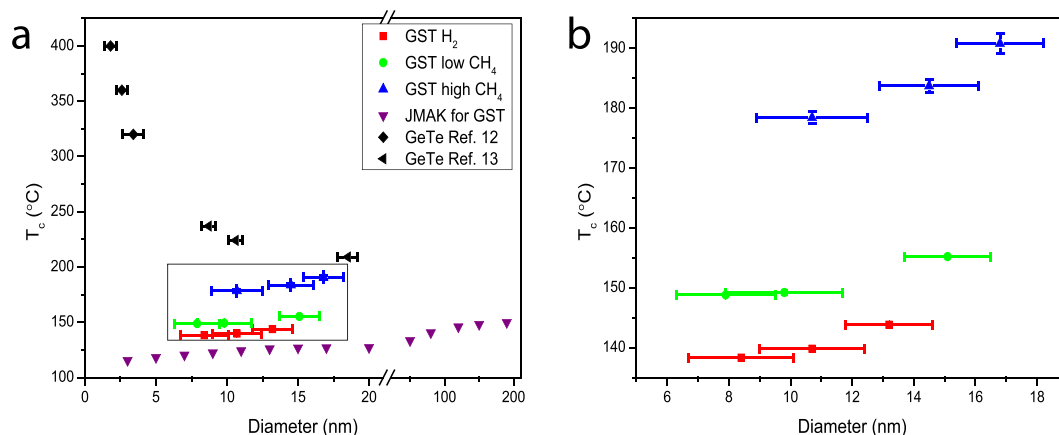 a
400
350
300
250
200
150
100
T_c (°C)
0
5
10
15
20
100
200
Diameter (nm)
GST H₂
GST low CH₄
GST high CH₄
JMAK for GST
GeTe Ref. 12
GeTe Ref. 13
b
190
180
170
160
150
140
T_c (°C)
6
8
10
12
14
16
18
Diameter (nm)